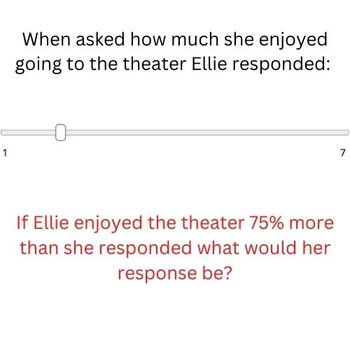 When asked how much she enjoyed
going to the theater Ellie responded:
1 7
If Ellie enjoyed the theater 75% more
than she responded what would her
response be?